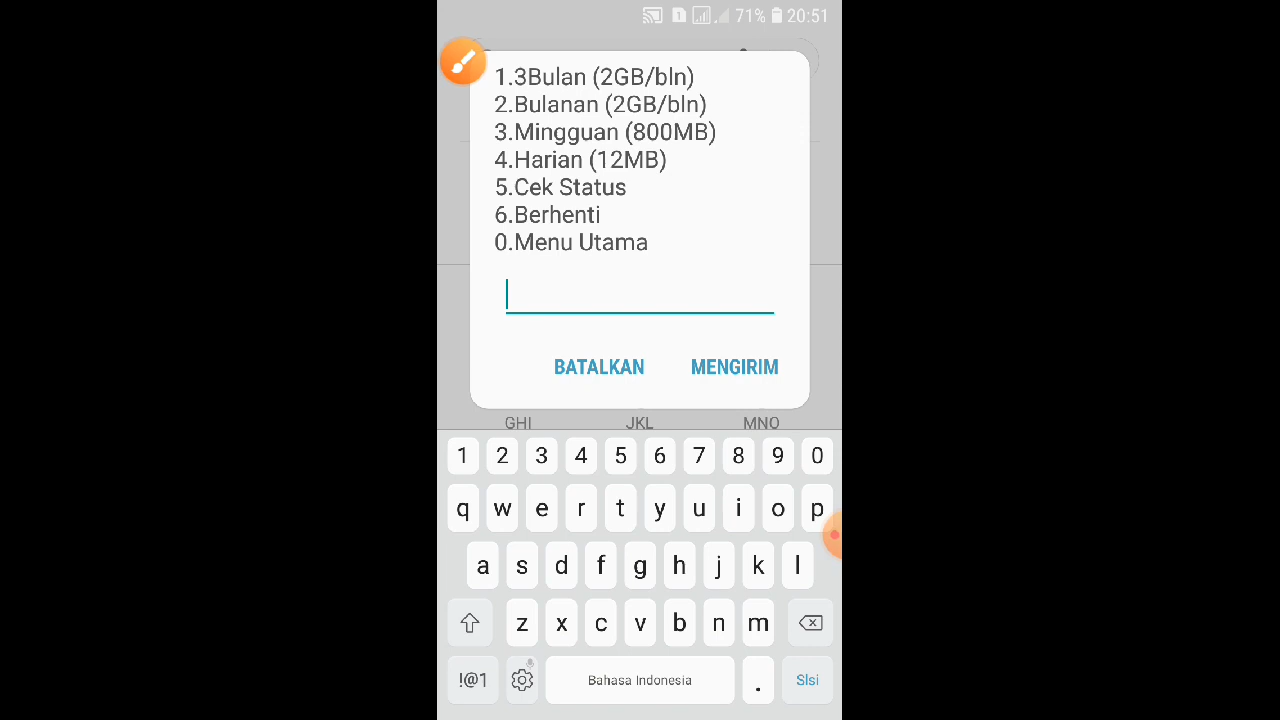 1 71% 20:51
1.3Bulan (2GB/bln)
2.Bulanan (2GB/bln)
3.Mingguan (800MB)
4.Harian (12MB)
5.Cek Status
6.Berhenti
0.Menu Utama
BATALKAN MENGIRIM
GHI JKL MNO
1 2 3 4 5 6 7 8 9 0
q w e r t y u i o p
a s d f g h j k l
z x c v b n m
!@1 Bahasa Indonesia . Slsi